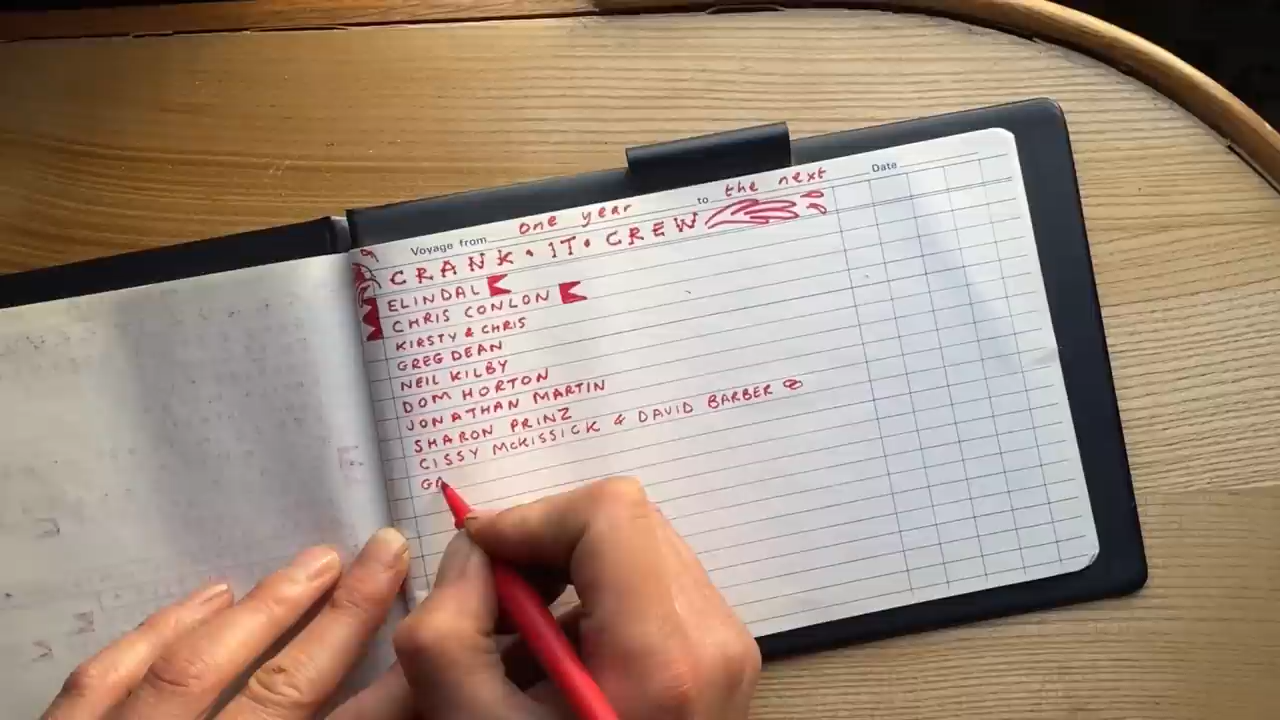 Voyage from one year to the next Date
CRANK • IT • CREW
ELINDAL
CHRIS CONLON
KIRSTY & CHRIS
GREG DEAN
NEIL KILBY
DOM HORTON
JONATHAN MARTIN
SHARON PRINZ
CISSY MCKISSICK & DAVID BARBER